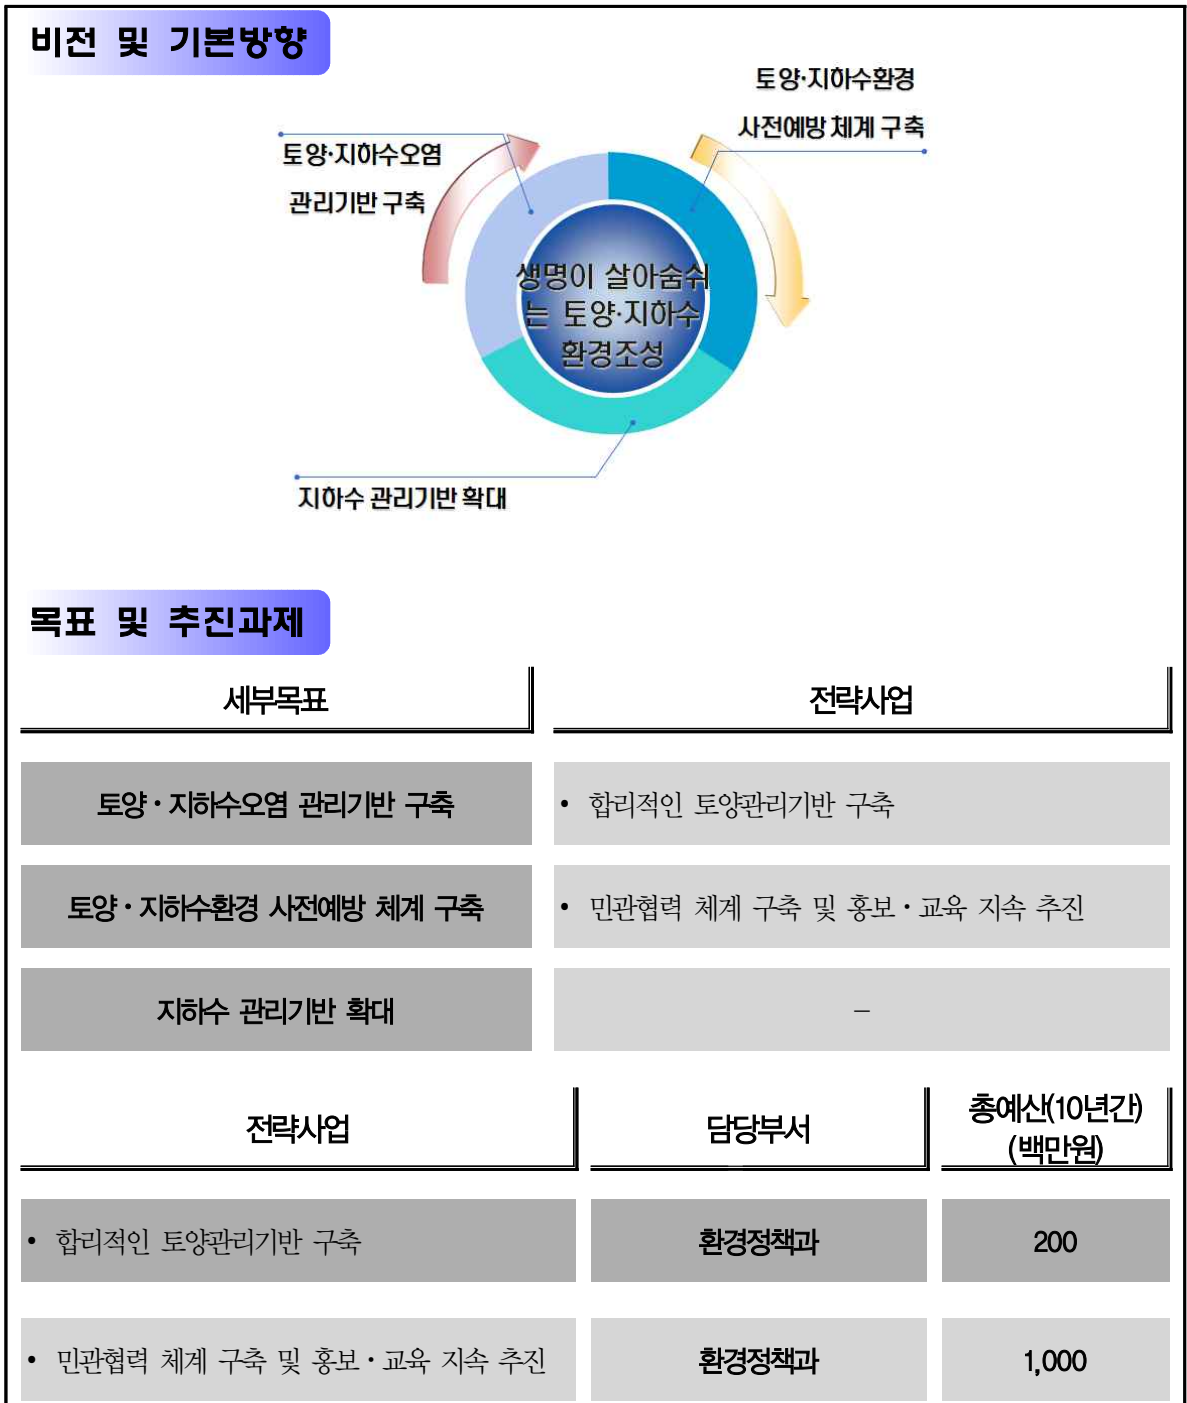 비전 및 기본방향
토양·지하수환경
사전예방 체계 구축
토양·지하수오염
관리기반 구축
생명이 살아숨쉬
는 토양·지하수
환경조성
지하수 관리기반 확대
목표 및 추진과제
세부목표 전략사업
토양·지하수오염 관리기반 구축 • 합리적인 토양관리기반 구축
토양·지하수환경 사전예방 체계 구축 • 민관협력 체계 구축 및 홍보·교육 지속 추진
지하수 관리기반 확대 –
전략사업 담당부서 총예산(10년간)
(백만원)
• 합리적인 토양관리기반 구축 환경정책과 200
• 민관협력 체계 구축 및 홍보·교육 지속 추진 환경정책과 1,000